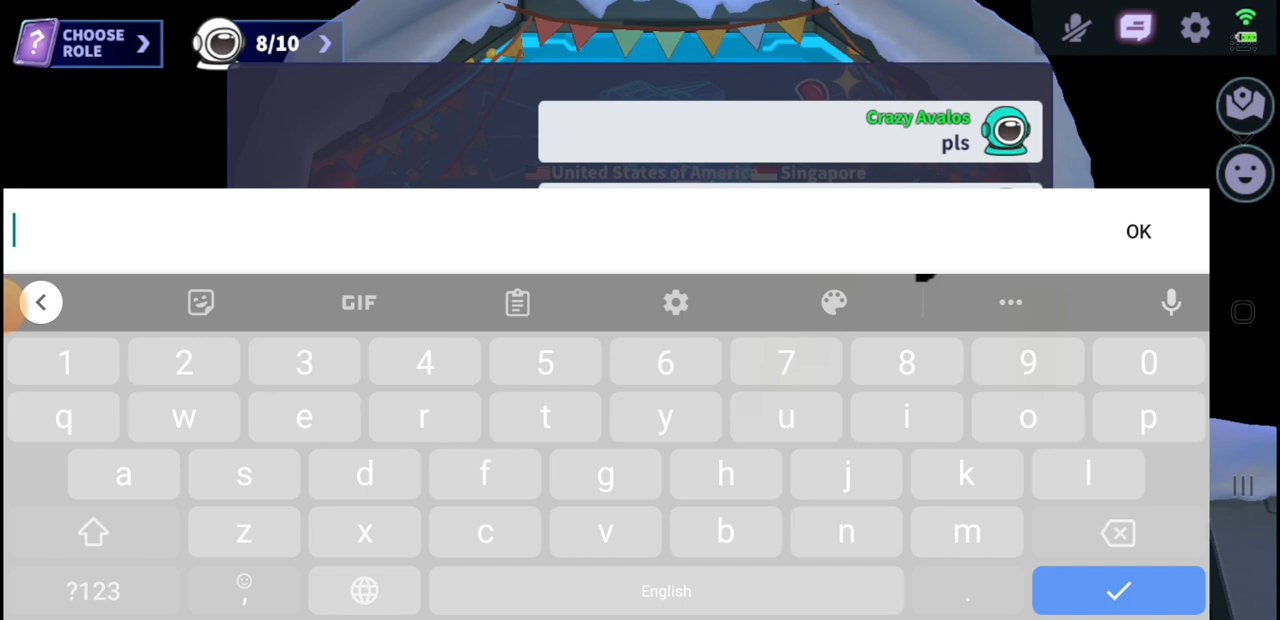 CHOOSE
ROLE
8/10
Crazy Avalos
pls
United States of America Singapore
OK
GIF
1 2 3 4 5 6 7 8 9 0
q w e r t y u i o p
a s d f g h j k l
z x c v b n m
?123 , English .